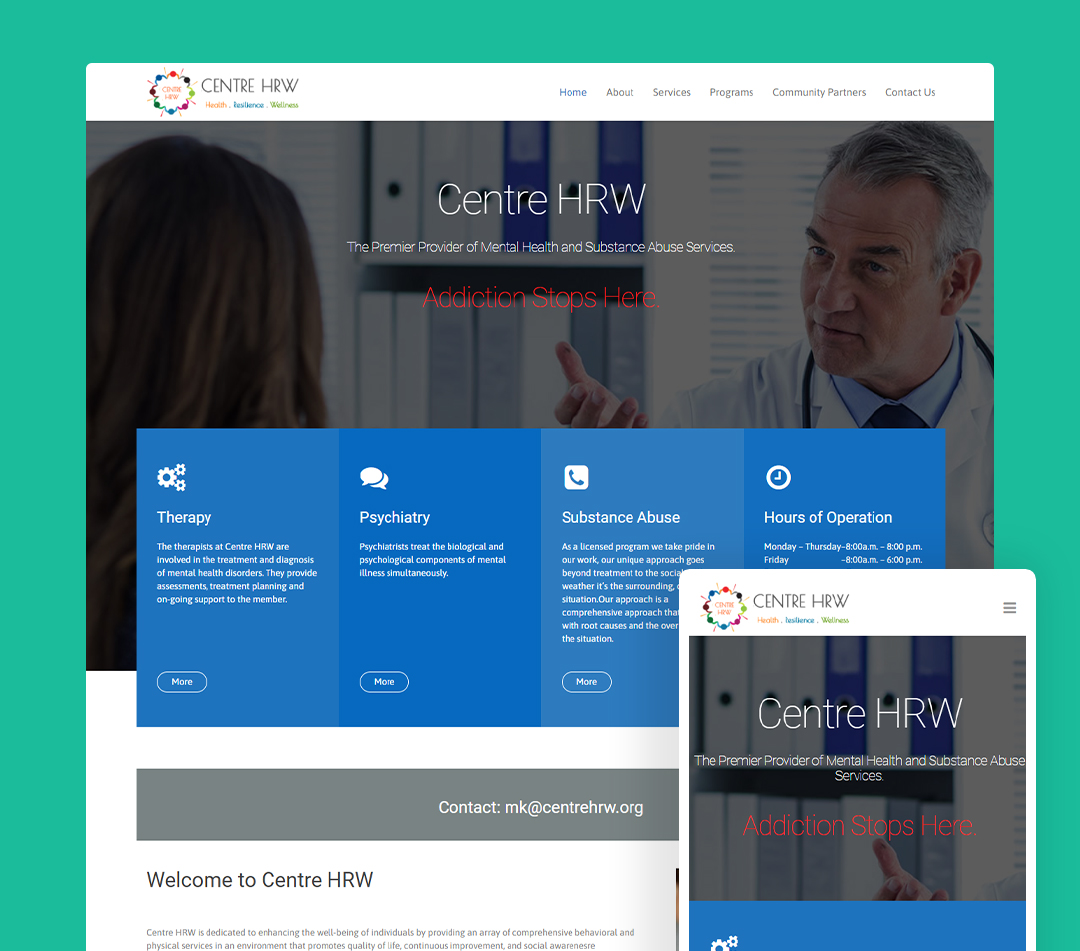 CENTRE HRW
CENTRE HRW
Health . Resilience . Wellness
Home About Services Programs Community Partners Contact Us
Centre HRW
The Premier Provider of Mental Health and Substance Abuse Services.
Addiction Stops Here.
Therapy
The therapists at Centre HRW are
involved in the treatment and diagnosis
of mental health disorders. They provide
assessments, treatment planning and
on-going support to the member.
More
Psychiatry
Psychiatrists treat the biological and
psychological components of mental
illness simultaneously.
More
Substance Abuse
As a licensed program we take pride in
our work, our unique approach goes
beyond treatment to the social
weather it's the surrounding,
situation.Our approach is a
comprehensive approach that
with root causes and the over
the situation.
More
Hours of Operation
Monday – Thursday–8:00a.m. – 8:00 p.m.
Friday –8:00a.m. – 6:00 p.m.
Contact: mk@centrehrw.org
Welcome to Centre HRW
Centre HRW is dedicated to enhancing the well-being of individuals by providing an array of comprehensive behavioral and
physical services in an environment that promotes quality of life, continuous improvement, and social awarenesre
CENTRE HRW
CENTRE HRW
Health . Resilience . Wellness
Centre HRW
The Premier Provider of Mental Health and Substance Abuse
Services.
Addiction Stops Here.